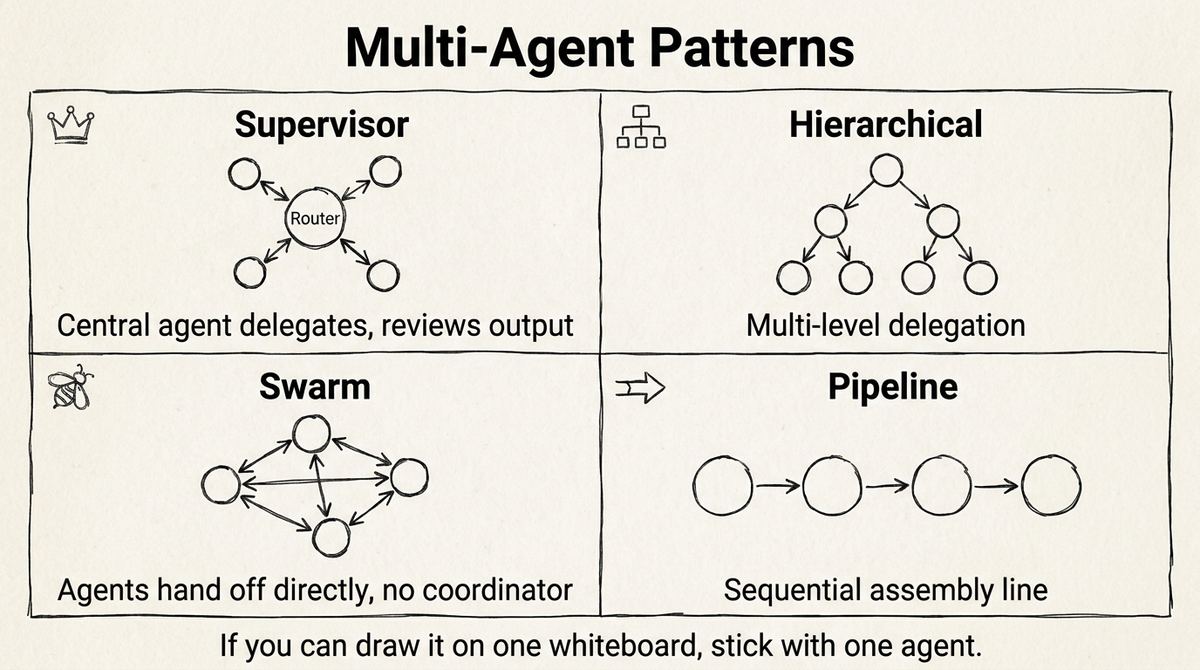 Multi-Agent Patterns
Supervisor
Router
Central agent delegates, reviews output
Hierarchical
Multi-level delegation
Swarm
Agents hand off directly, no coordinator
Pipeline
Sequential assembly line
If you can draw it on one whiteboard, stick with one agent.